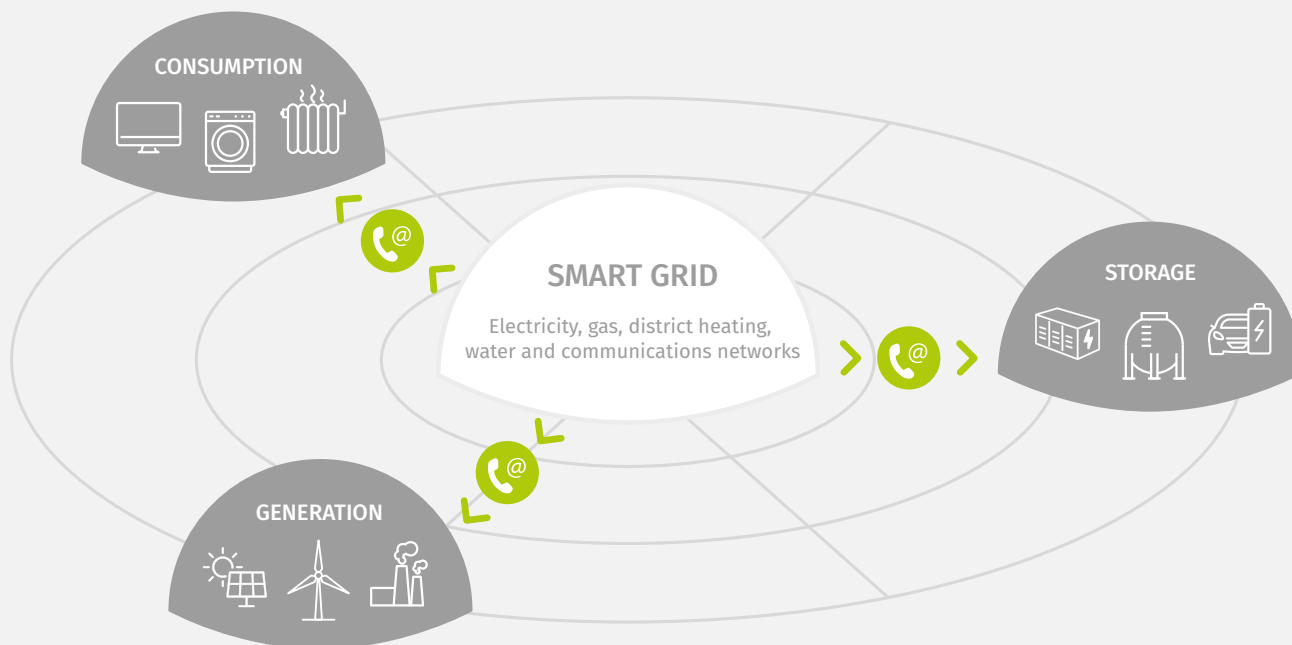 CONSUMPTION
SMART GRID
Electricity, gas, district heating,
water and communications networks
STORAGE
GENERATION
@
@
@